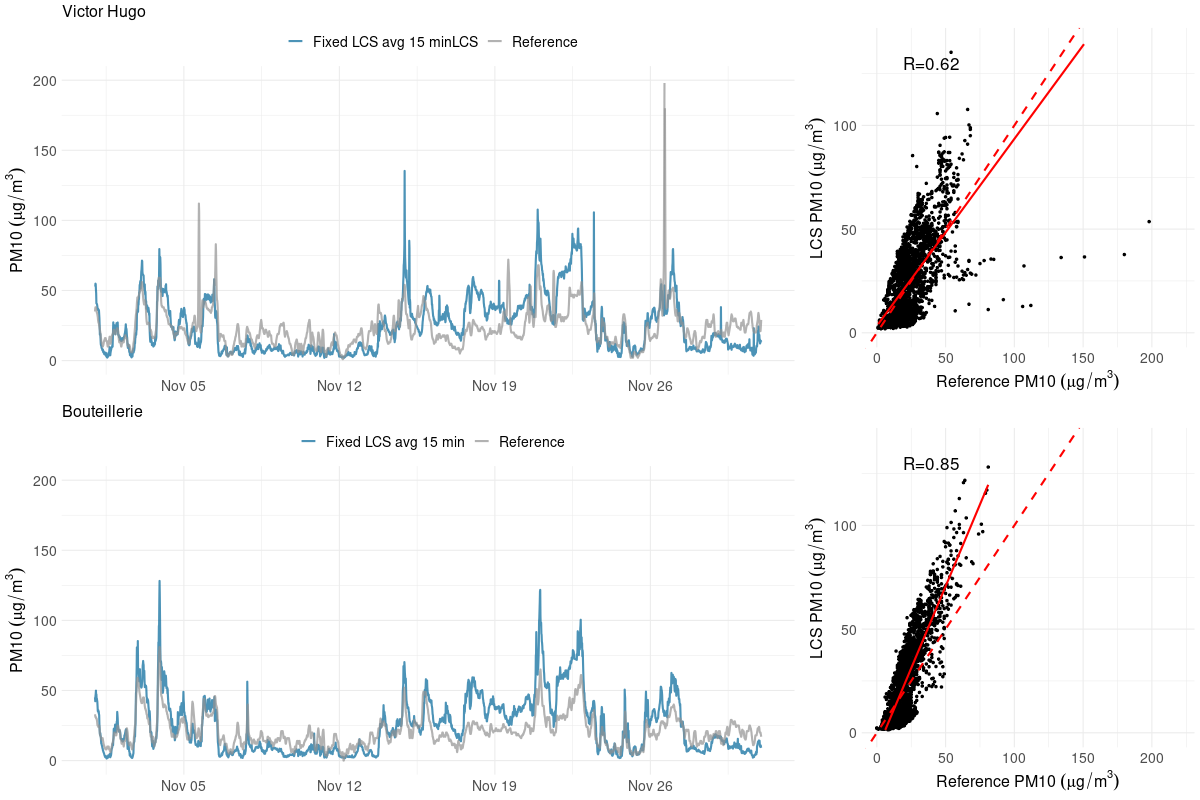 Victor Hugo
Fixed LCS avg 15 minLCS Reference
PM10 (μg/m³)
200
150
100
50
0
Nov 05 Nov 12 Nov 19 Nov 26
R=0.62
LCS PM10 (μg/m³)
100
50
0
0 50 100 150 200
Reference PM10 (μg/m³)
Bouteillerie
Fixed LCS avg 15 min Reference
PM10 (μg/m³)
200
150
100
50
0
Nov 05 Nov 12 Nov 19 Nov 26
R=0.85
LCS PM10 (μg/m³)
100
50
0
0 50 100 150 200
Reference PM10 (μg/m³)